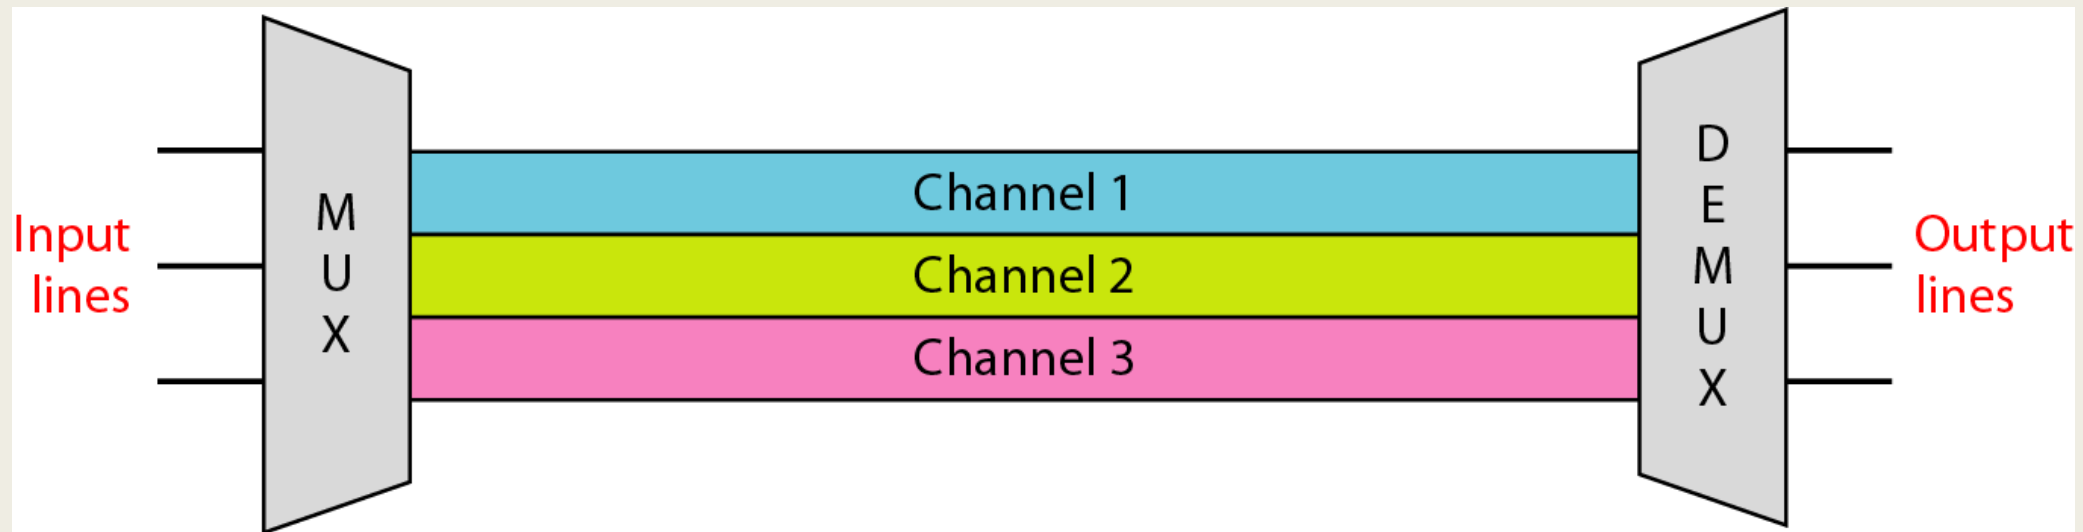 Input
lines
M
U
X
Channel 1
Channel 2
Channel 3
D
E
M
U
X
Output
lines